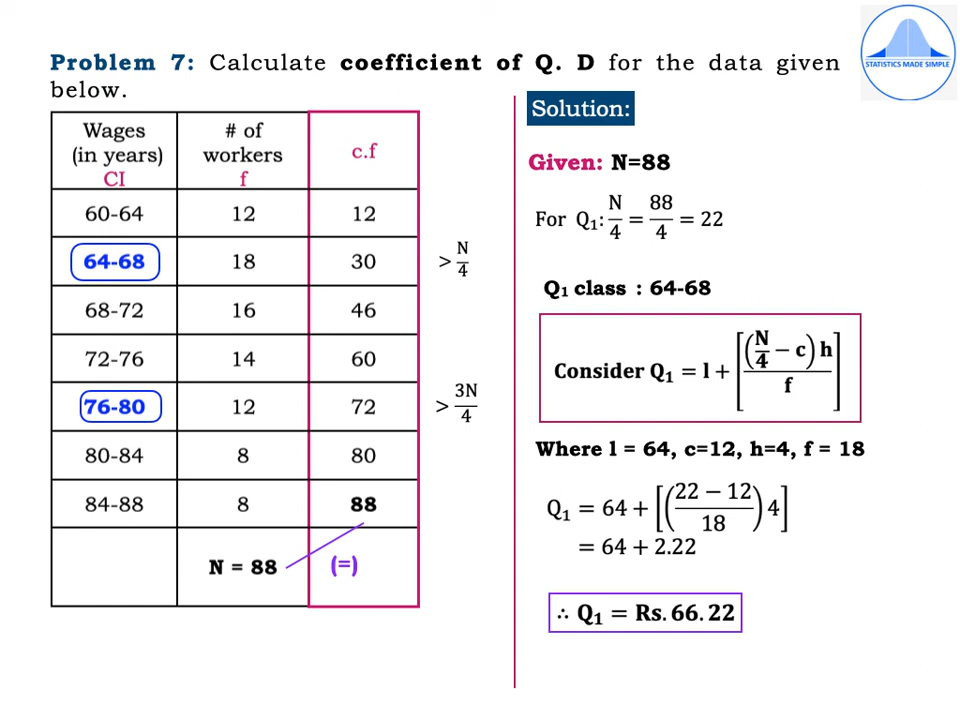 STATISTICS MADE SIMPLE
Problem 7: Calculate coefficient of Q. D for the data given
below.
Wages (in years) CI | # of workers f | c.f
60-64 | 12 | 12
64-68 | 18 | 30 > N/4
68-72 | 16 | 46
72-76 | 14 | 60
76-80 | 12 | 72 > 3N/4
80-84 | 8 | 80
84-88 | 8 | 88
N = 88 (=)
Solution:
Given: N=88
For Q₁: N/4 = 88/4 = 22
Q₁ class : 64-68
Consider Q₁ = l + [(N/4 − c) h / f]
Where l = 64, c=12, h=4, f = 18
Q₁ = 64 + [((22 − 12)/18) 4]
= 64 + 2.22
∴ Q₁ = Rs. 66. 22